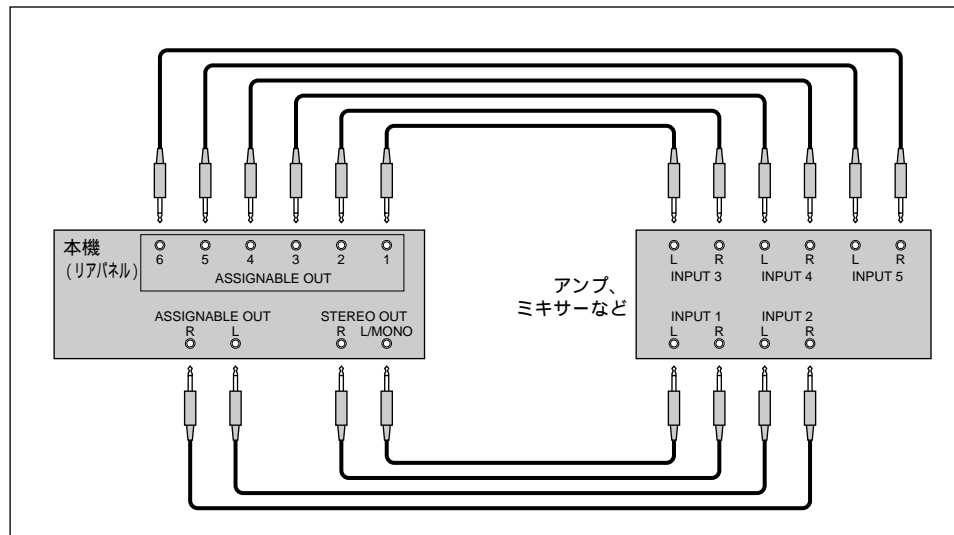 本機
(リアパネル)
6 5 4 3 2 1
ASSIGNABLE OUT
ASSIGNABLE OUT
R L
STEREO OUT
R L/MONO
アンプ、
ミキサーなど
L R L R L R
INPUT 3 INPUT 4 INPUT 5
INPUT 1 INPUT 2
L R L R